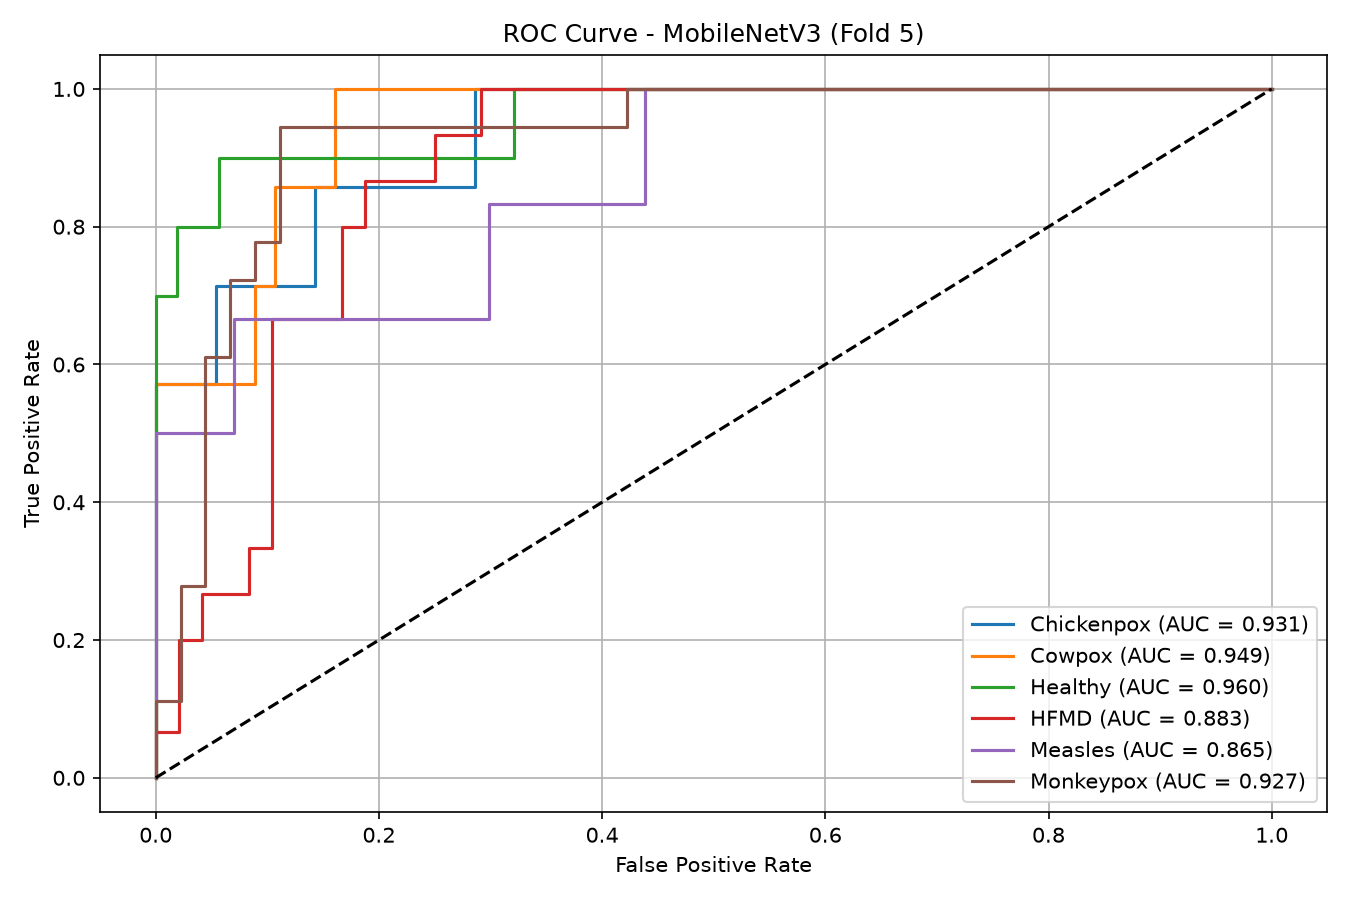 ROC Curve - MobileNetV3 (Fold 5)
True Positive Rate
1.0
0.8
0.6
0.4
0.2
0.0
Chickenpox (AUC = 0.931)
Cowpox (AUC = 0.949)
Healthy (AUC = 0.960)
HFMD (AUC = 0.883)
Measles (AUC = 0.865)
Monkeypox (AUC = 0.927)
0.0 0.2 0.4 0.6 0.8 1.0
False Positive Rate